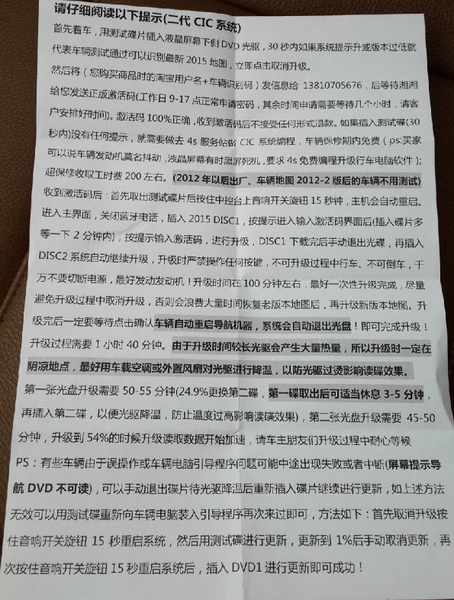 请仔细阅读以下提示(二代 CIC 系统)
首先着车，用测试碟片插入液晶屏幕下侧 DVD 光驱，30 秒内如果系统提示升或版本过低就
代表车辆测试通过可以识别最新 2015 地图，立即点击取消升级。
然后将（您购买商品时的淘宝用户名+车辆识别码）发信息给 13810705676，后等待湘湘
给您发送正版激活码(工作日 9-17 点正常申请密码，其余时间申请需要等待几个小时，请客
户安排好时间)。激活码 100%正确，收到激活码后不接受任何形式退款。如果插入测试碟(30
秒内)没有任何提示，就需要做去 4s 服务站做 CIC 系统编程，车辆保修期内免费（ps:买家
可以说车辆发动机莫名抖动，液晶屏幕有时黑屏死机，要求 4s 免费编程升级行车电脑软件）；
超保修收取工时费 200 左右。(2012 年以后出厂、车辆地图 2012-2 版后的车辆不用测试)
收到激活码后：首先取出测试碟片后按住中控台上音响开关旋钮 15 秒钟，主机会自动重启。
进入主界面，关闭蓝牙电话，插入 2015 DISC1，按提示进入输入激活码界面后(插入碟片多
等一下 2 分钟内)，按提示输入激活码，进行升级，DISC1 下载完后手动退出光碟，再插入
DISC2 系统自动继续升级，升级时严禁操作任何按键，不可升级过程中行车、不可倒车，千
万不要切断电源，最好发动发动机！升级时间在 100 分钟左右，最好一次性升级完成，尽量
避免升级过程中取消升级，否则会浪费大量时间恢复老版本地图后，再升级新版本地图。升
级完后一定要等待点击确认车辆自动重启导航机器，系统会自动退出光盘！即可完成升级！
升级过程需要 1 小时 40 分钟。由于升级时间较长光驱会产生大量热量，所以升级时一定在
阴凉地点，最好用车载空调或外置风扇对光驱进行降温，以防光驱过烫影响读碟效果。
第一张光盘升级需要 50-55 分钟(24.9%更换第二碟，第一碟取出后可适当休息 3-5 分钟，
再插入第二碟，以便光驱降温，防止温度过高影响读碟效果)，第二张光盘升级需要 45-50
分钟，升级到 54%的时候升级读取数据开始加速，请车主朋友们升级过程中耐心等候
PS：有些车辆由于误操作或车辆电脑引导程序问题可能中途出现失败或者中断(屏幕提示导
航 DVD 不可读)，可以手动退出碟片待光驱降温后重新插入碟片继续进行更新，如上述方法
无效可以用测试碟重新向车辆电脑装入引导程序再次来过即可，方法如下：首先取消升级按
住音响开关旋钮 15 秒重启系统，然后用测试碟进行更新，更新到 1%后手动取消更新，再
次按住音响开关旋钮 15 秒重启系统后，插入 DVD1 进行更新即可成功！